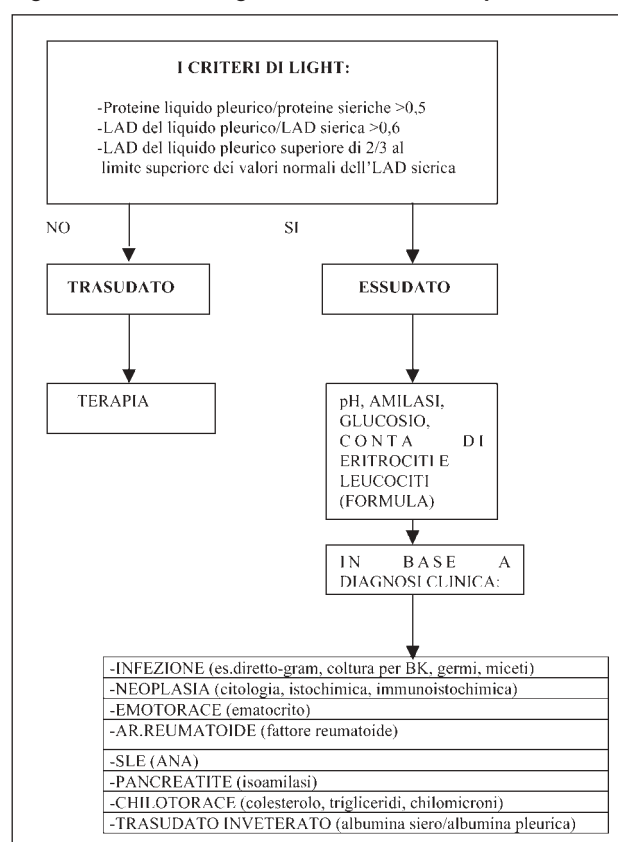 I CRITERI DI LIGHT:
-Proteine liquido pleurico/proteine sieriche >0,5
-LAD del liquido pleurico/LAD sierica >0,6
-LAD del liquido pleurico superiore di 2/3 al
limite superiore dei valori normali dell'LAD sierica
NO
SI
TRASUDATO
ESSUDATO
TERAPIA
pH, AMILASI,
GLUCOSIO,
CONTA DI
ERITROCITI E
LEUCOCITI
(FORMULA)
IN BASE A
DIAGNOSI CLINICA:
-INFEZIONE (es.diretto-gram, coltura per BK, germi, miceti)
-NEOPLASIA (citologia, istochimica, immunoistochimica)
-EMOTORACE (ematocrito)
-AR.REUMATOIDE (fattore reumatoide)
-SLE (ANA)
-PANCREATITE (isoamilasi)
-CHILOTORACE (colesterolo, trigliceridi, chilomicroni)
-TRASUDATO INVETERATO (albumina siero/albumina pleurica)